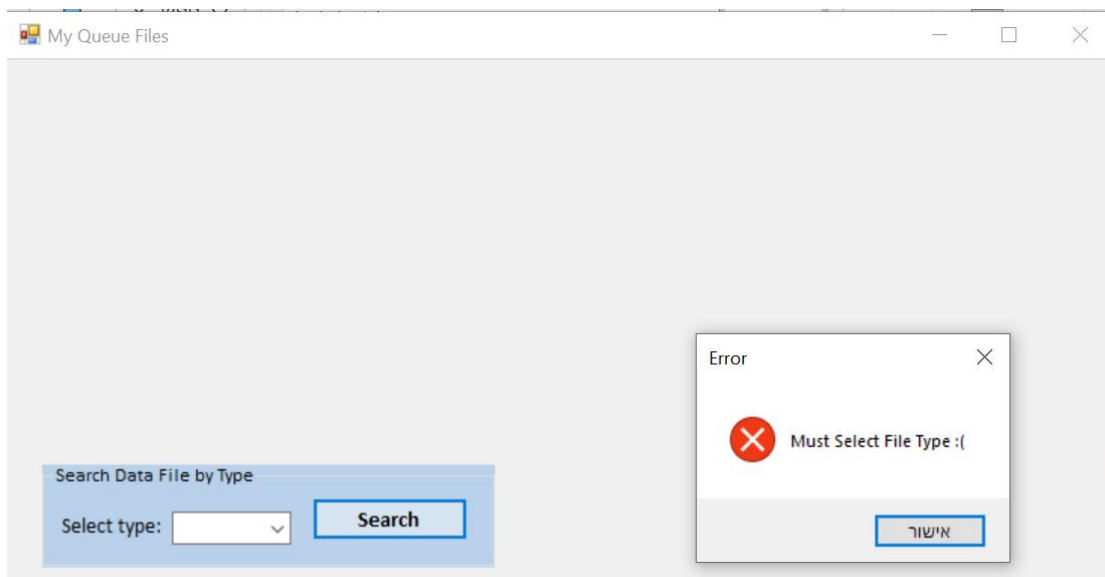 My Queue Files
Error
Must Select File Type :(
אישור
Search Data File by Type
Select type:
Search